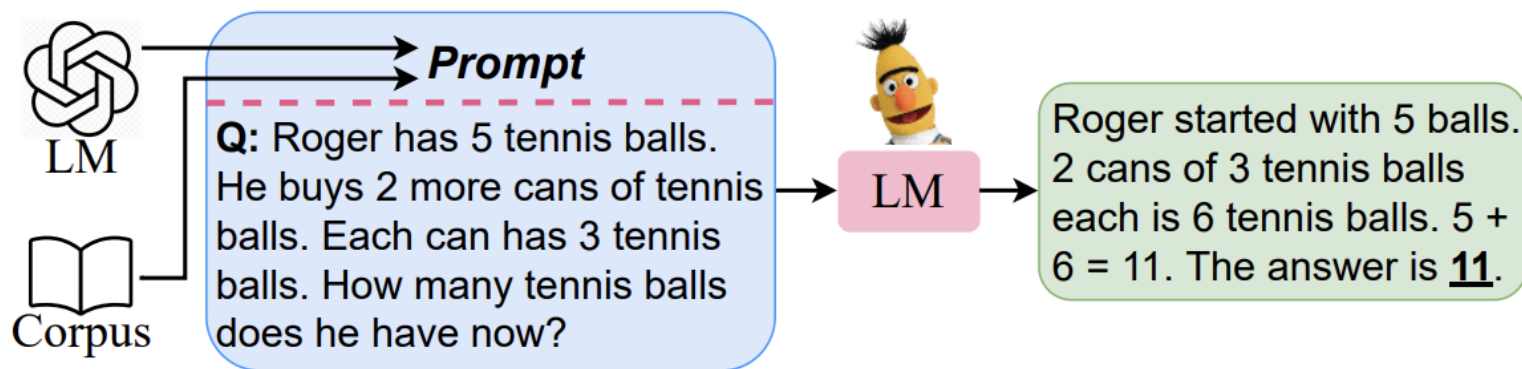 LM
Corpus
Prompt
Q: Roger has 5 tennis balls.
He buys 2 more cans of tennis
balls. Each can has 3 tennis
balls. How many tennis balls
does he have now?
LM
Roger started with 5 balls.
2 cans of 3 tennis balls
each is 6 tennis balls. 5 +
6 = 11. The answer is 11.